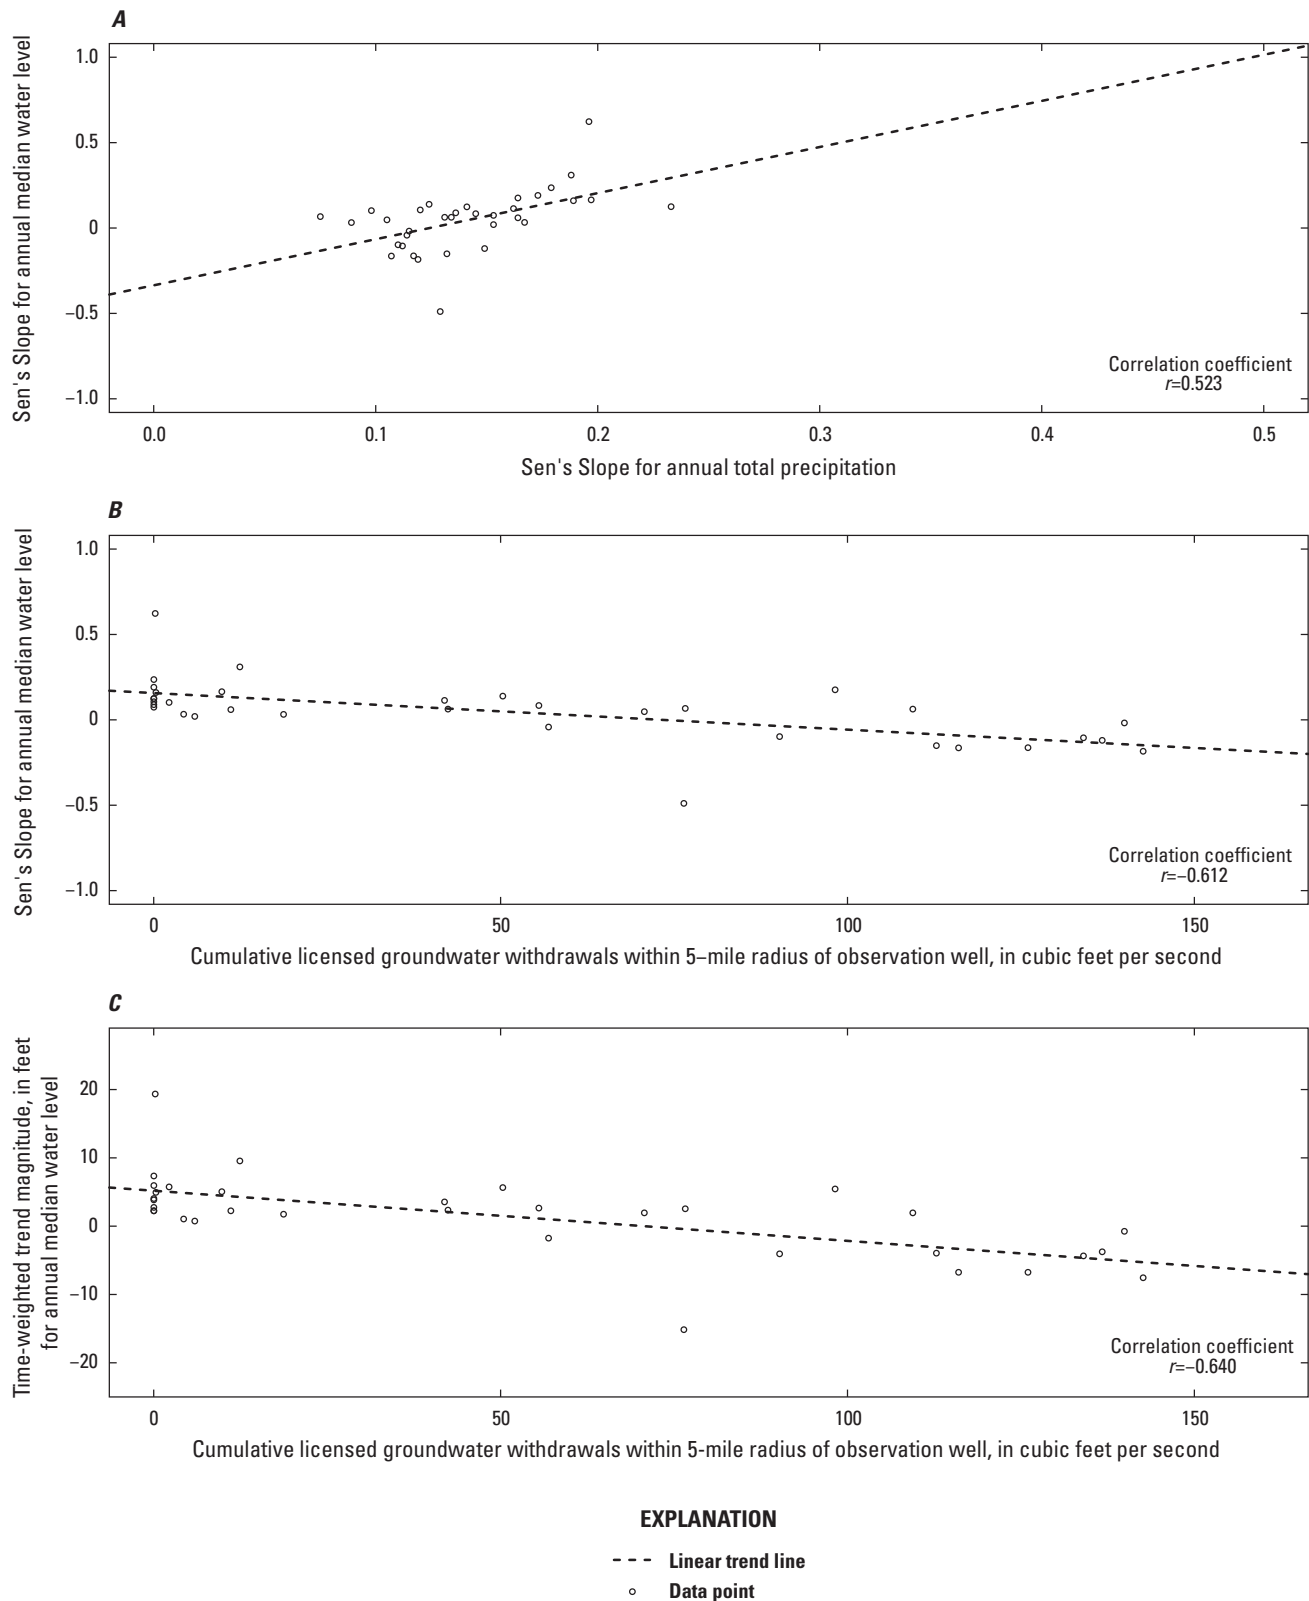 A
Sen's Slope for annual median water level
1.0
0.5
0
−0.5
−1.0
Correlation coefficient
r=0.523
0.0 0.1 0.2 0.3 0.4 0.5
Sen's Slope for annual total precipitation
B
Sen's Slope for annual median water level
1.0
0.5
0
−0.5
−1.0
Correlation coefficient
r=−0.612
0 50 100 150
Cumulative licensed groundwater withdrawals within 5–mile radius of observation well, in cubic feet per second
C
Time-weighted trend magnitude, in feet
for annual median water level
20
10
0
−10
−20
Correlation coefficient
r=−0.640
0 50 100 150
Cumulative licensed groundwater withdrawals within 5-mile radius of observation well, in cubic feet per second
EXPLANATION
Linear trend line
Data point